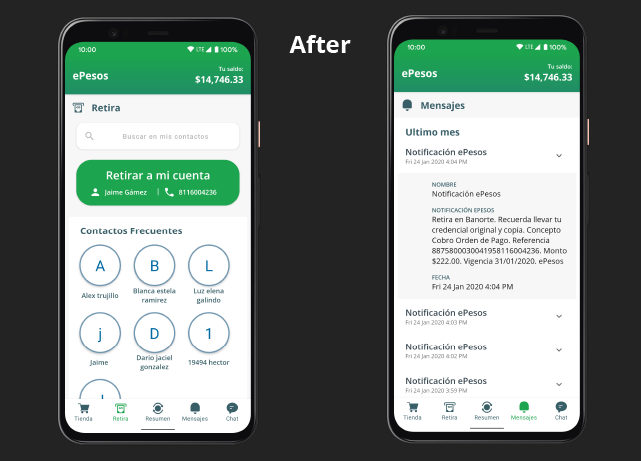 After
10:00
LTE 100%
ePesos
Tu saldo:
$14,746.33
Retira
Buscar en mis contactos
Retirar a mi cuenta
Jaime Gámez | 8116004236
Contactos Frecuentes
A
B
L
Alex trujillo
Blanca estela
ramirez
Luz elena
galindo
j
D
1
Jaime
Dario jaciel
gonzalez
19494 hector
Tienda
Retira
Resumen
Mensajes
Chat
10:00
LTE 100%
ePesos
Tu saldo:
$14,746.33
Mensajes
Ultimo mes
Notificación ePesos
Fri 24 Jan 2020 4:04 PM
NOMBRE
Notificación ePesos
NOTIFICACIÓN EPESOS
Retira en Banorte. Recuerda llevar tu
credencial original y copia. Concepto
Cobro Orden de Pago. Referencia
8875800030041958116004236. Monto
$222.00. Vigencia 31/01/2020. ePesos
FECHA
Fri 24 Jan 2020 4:04 PM
Notificación ePesos
Fri 24 Jan 2020 4:03 PM
Notificación ePesos
Fri 24 Jan 2020 4:02 PM
Notificación ePesos
Fri 24 Jan 2020 3:59 PM
Tienda
Retira
Resumen
Mensajes
Chat